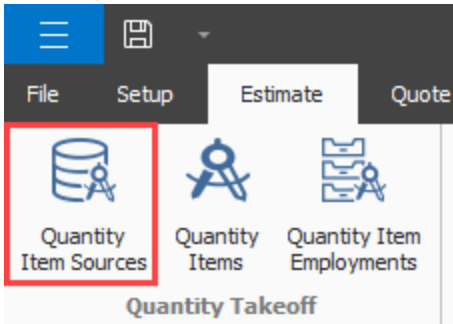 File Setup Estimate Quote
Quantity Item Sources
Quantity Items
Quantity Item Employments
Quantity Takeoff